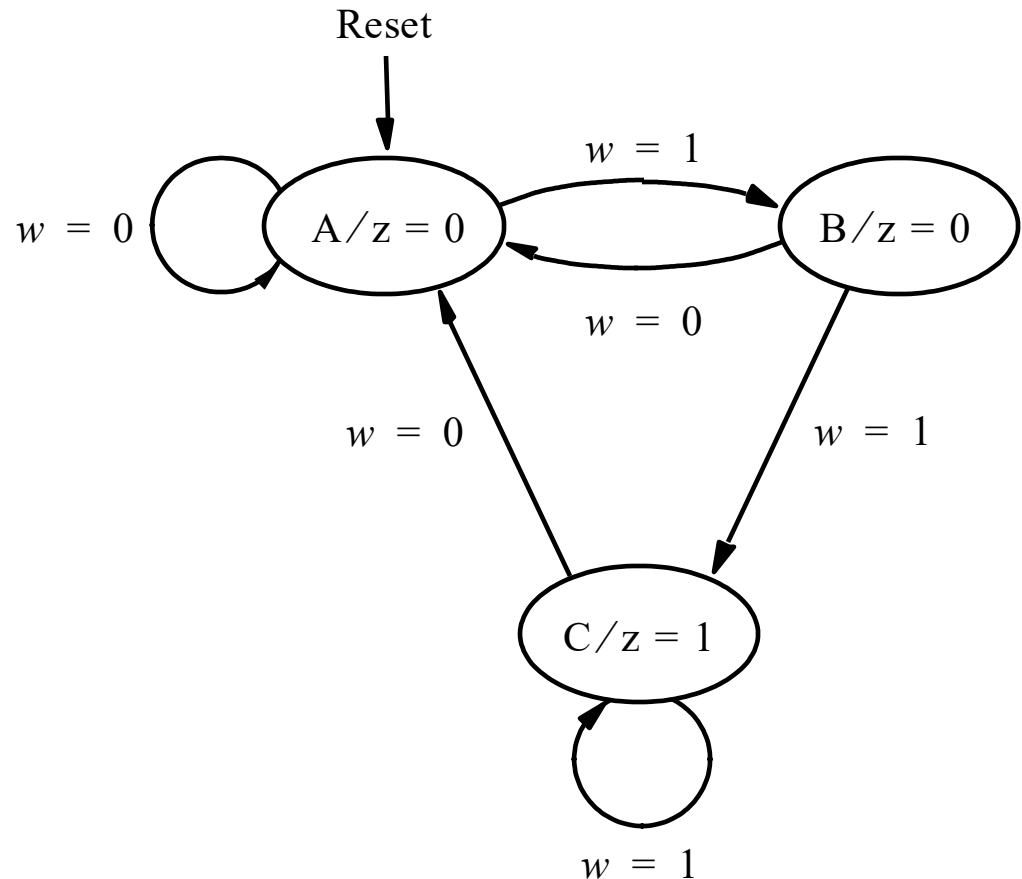 Reset
w = 1
w = 0
A/z = 0
B/z = 0
w = 0
w = 0
w = 1
C/z = 1
w = 1